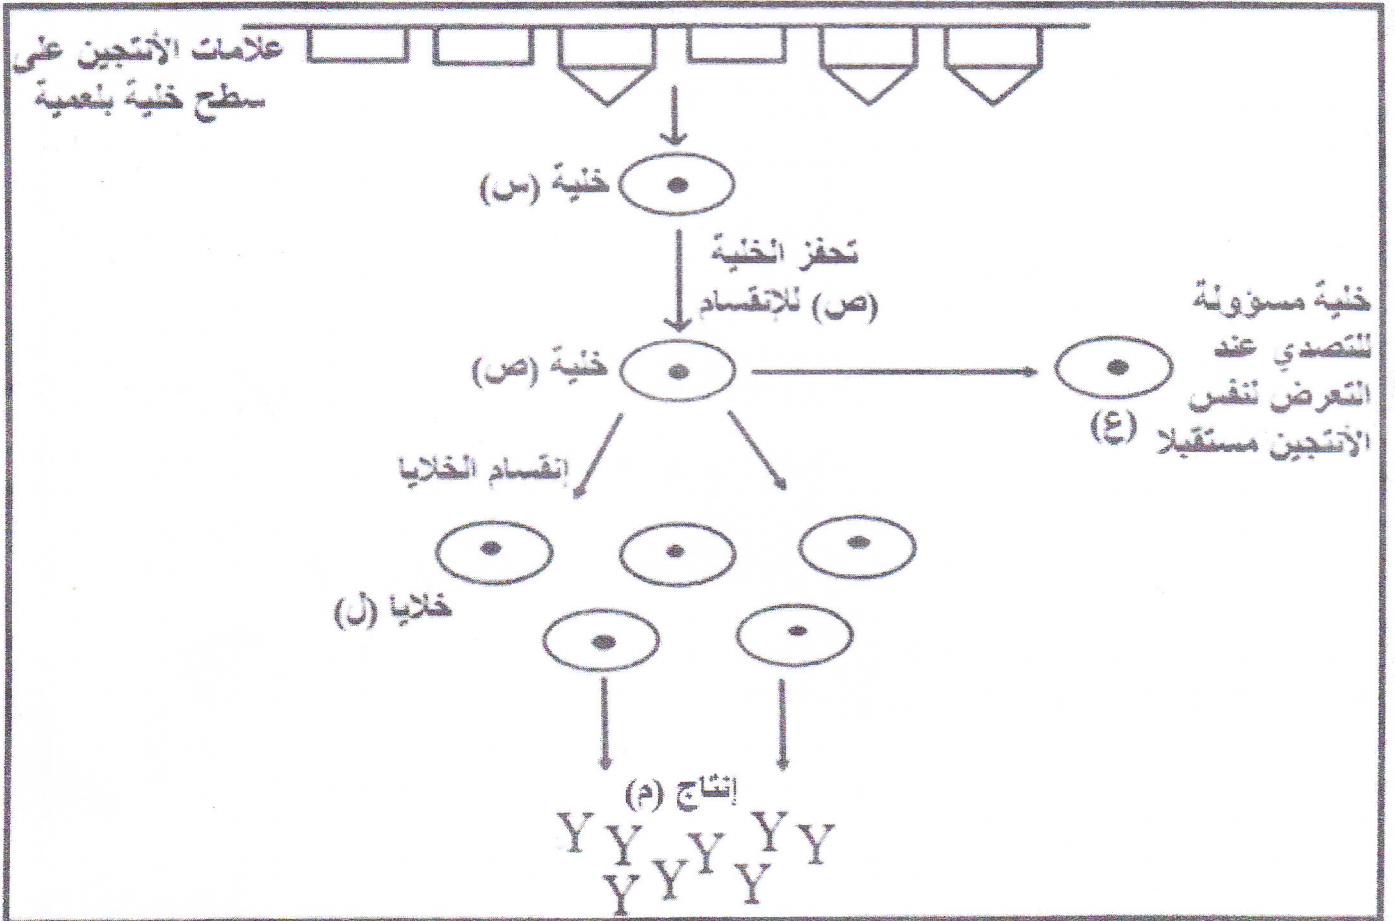 علامات الأنتجين على
سطح خلية بلعمية
خلية (س)
تحفز الخلية
(ص) للإنقسام
خلية (ص)
خلية مسؤولة
للتصدي عند
التعرض لنفس
الأنتجين مستقبلا
(ع)
إنقسام الخلايا
خلايا (ل)
إنتاج (م)
Y Y Y Y Y
Y Y Y